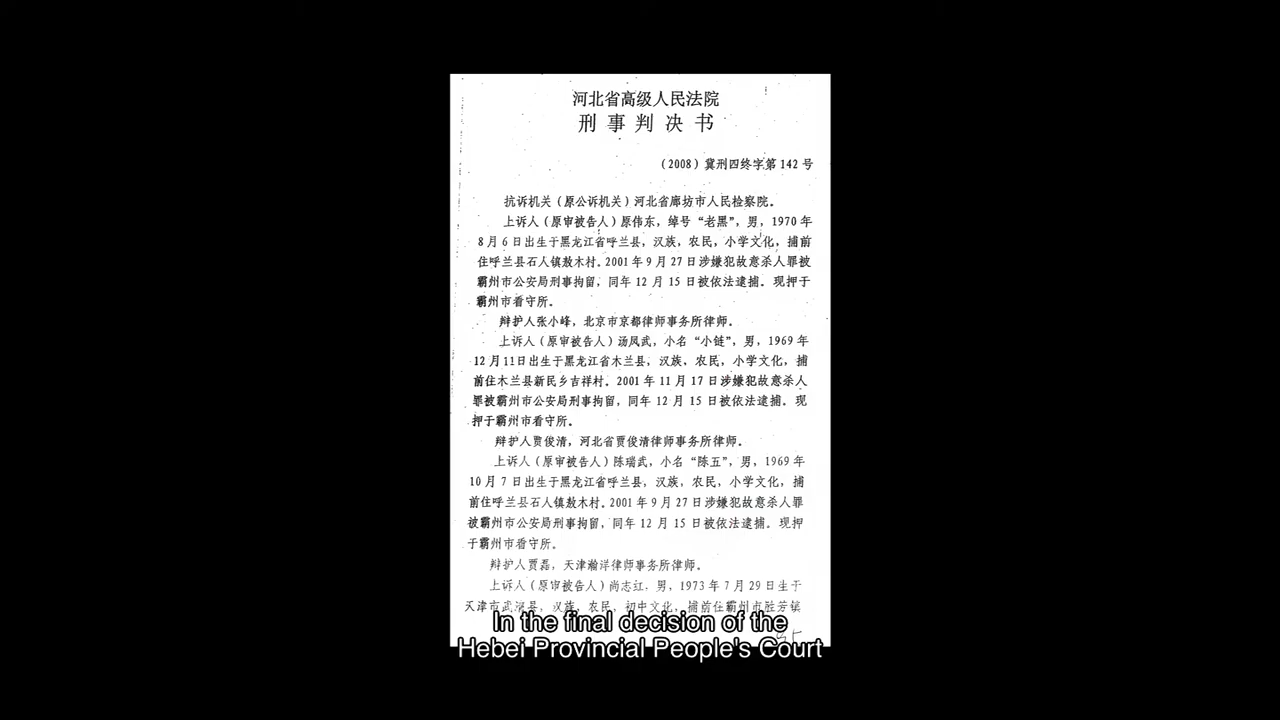 河北省高级人民法院
刑事判决书
(2008)冀刑四终字第142号
抗诉机关(原公诉机关)河北省廊坊市人民检察院。
上诉人(原审被告人)原伟东,绰号“老黑”,男,1970年
8月6日出生于黑龙江省呼兰县,汉族,农民,小学文化,捕前
住呼兰县石人镇敖木村。2001年9月27日涉嫌犯故意杀人罪被
霸州市公安局刑事拘留,同年12月15日被依法逮捕。现押于
霸州市看守所。
辩护人张小峰,北京市京都律师事务所律师。
上诉人(原审被告人)汤凤武,小名“小链”,男,1969年
12月11日出生于黑龙江省木兰县,汉族,农民,小学文化,捕
前住木兰县新民乡吉祥村。2001年11月17日涉嫌犯故意杀人
罪被霸州市公安局刑事拘留,同年12月15日被依法逮捕。现
押于霸州市看守所。
辩护人贾俊清,河北省贾俊清律师事务所律师。
上诉人(原审被告人)陈瑞武,小名“陈五”,男,1969年
10月7日出生于黑龙江省呼兰县,汉族,农民,小学文化,捕
前住呼兰县石人镇敖木村。2001年9月27日涉嫌犯故意杀人罪
被霸州市公安局刑事拘留,同年12月15日被依法逮捕。现押
于霸州市看守所。
辩护人贾磊,天津瀚洋律师事务所律师。
上诉人(原审被告人)尚志红,男,1973年7月29日生于
天津市武清县,汉族,农民,初中文化,捕前住霸州市胜芳镇
In the final decision of the
Hebei Provincial People's Court